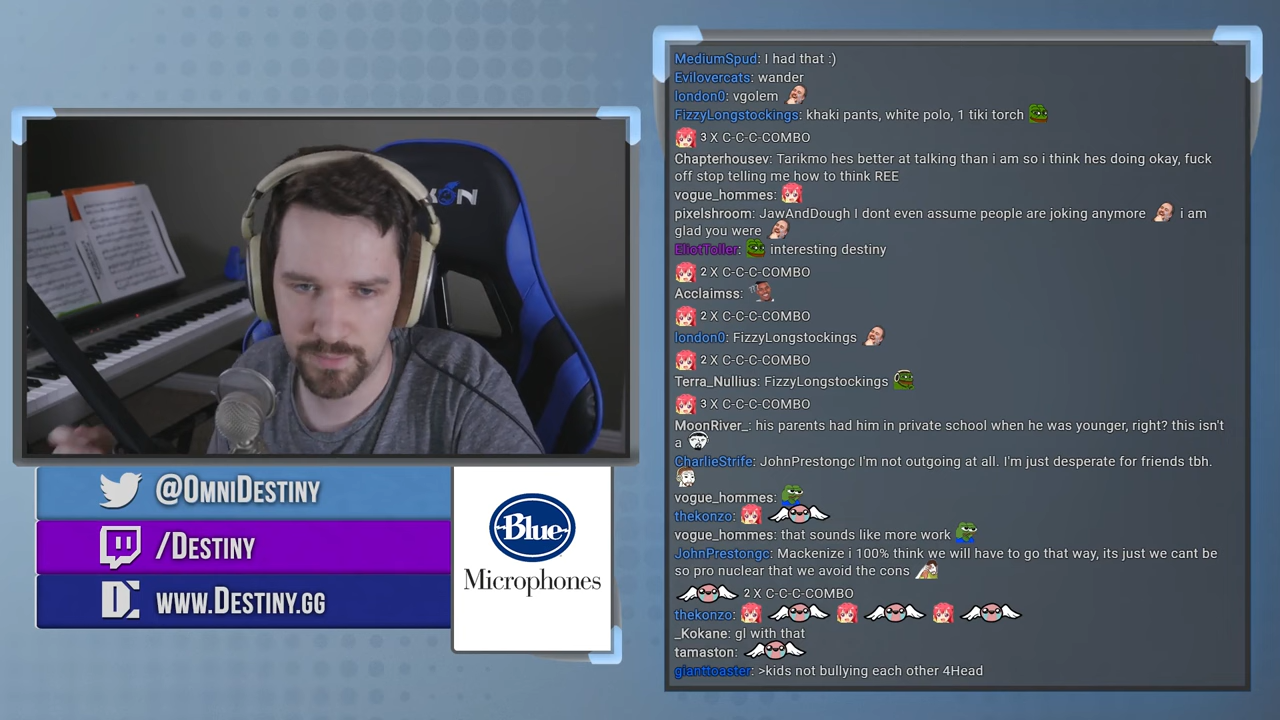 MediumSpud: I had that :)
Evilovercats: wander
london0: vgolem
FizzyLongstockings: khaki pants, white polo, 1 tiki torch
3 X C-C-C-COMBO
Chapterhousev: Tarikmo hes better at talking than i am so i think hes doing okay, fuck
off stop telling me how to think REE
vogue_hommes:
pixelshroom: JawAndDough I dont even assume people are joking anymore i am
glad you were
EliotToller: interesting destiny
2 X C-C-C-COMBO
Acclaimss:
2 X C-C-C-COMBO
london0: FizzyLongstockings
2 X C-C-C-COMBO
Terra_Nullius: FizzyLongstockings
3 X C-C-C-COMBO
MoonRiver_: his parents had him in private school when he was younger, right? this isn't
a
CharlieStrife: JohnPrestongc I'm not outgoing at all. I'm just desperate for friends tbh.
vogue_hommes:
thekonzo:
vogue_hommes: that sounds like more work
JohnPrestongc: Mackenize i 100% think we will have to go that way, its just we cant be
so pro nuclear that we avoid the cons
2 X C-C-C-COMBO
thekonzo:
_Kokane: gl with that
tamaston:
gianttoaster: >kids not bullying each other 4Head
@OmniDestiny
/Destiny
www.Destiny.gg
Blue
Microphones